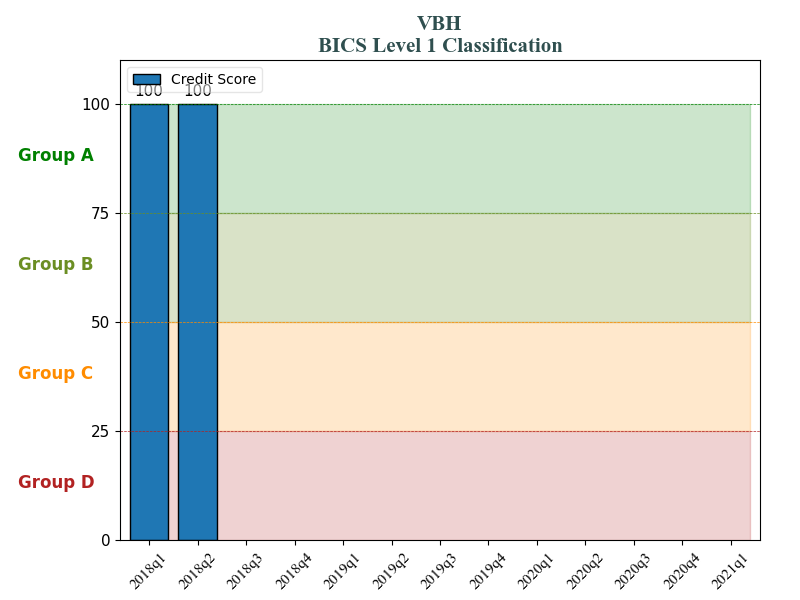 VBH
BICS Level 1 Classification
Credit Score
100 100
100
Group A
75
Group B
50
Group C
25
Group D
0
2018q1 2018q2 2018q3 2018q4 2019q1 2019q2 2019q3 2019q4 2020q1 2020q2 2020q3 2020q4 2021q1